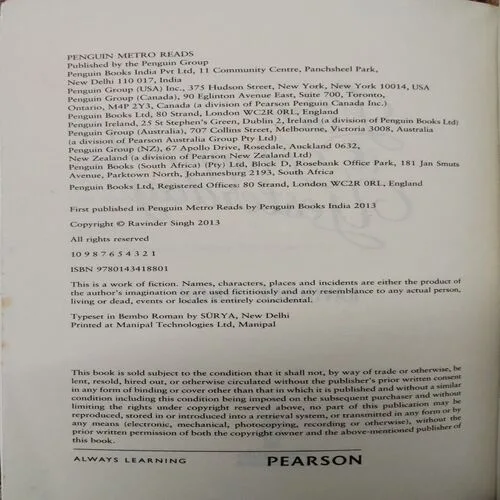 PENGUIN METRO READS
Published by the Penguin Group
Penguin Books India Pvt Ltd, 11 Community Centre, Panchsheel Park,
New Delhi 110 017, India
Penguin Group (USA) Inc., 375 Hudson Street, New York, New York 10014, USA
Penguin Group (Canada), 90 Eglinton Avenue East, Suite 700, Toronto,
Ontario, M4P 2Y3, Canada (a division of Pearson Penguin Canada Inc.)
Penguin Books Ltd, 80 Strand, London WC2R 0RL, England
Penguin Ireland, 25 St Stephen's Green, Dublin 2, Ireland (a division of Penguin Books Ltd)
Penguin Group (Australia), 707 Collins Street, Melbourne, Victoria 3008, Australia
(a division of Pearson Australia Group Pty Ltd)
Penguin Group (NZ), 67 Apollo Drive, Rosedale, Auckland 0632,
New Zealand (a division of Pearson New Zealand Ltd)
Penguin Books (South Africa) (Pty) Ltd, Block D, Rosebank Office Park, 181 Jan Smuts
Avenue, Parktown North, Johannesburg 2193, South Africa
Penguin Books Ltd, Registered Offices: 80 Strand, London WC2R 0RL, England
First published in Penguin Metro Reads by Penguin Books India 2013
Copyright © Ravinder Singh 2013
All rights reserved
10 9 8 7 6 5 4 3 2 1
ISBN 9780143418801
This is a work of fiction. Names, characters, places and incidents are either the product of
the author's imagination or are used fictitiously and any resemblance to any actual person,
living or dead, events or locales is entirely coincidental.
Typeset in Bembo Roman by SŪRYA, New Delhi
Printed at Manipal Technologies Ltd, Manipal
This book is sold subject to the condition that it shall not, by way of trade or otherwise, be
lent, resold, hired out, or otherwise circulated without the publisher's prior written consent
in any form of binding or cover other than that in which it is published and without a similar
condition including this condition being imposed on the subsequent purchaser and without
limiting the rights under copyright reserved above, no part of this publication may be
reproduced, stored in or introduced into a retrieval system, or transmitted in any form or by
any means (electronic, mechanical, photocopying, recording or otherwise), without the
prior written permission of both the copyright owner and the above-mentioned publisher of
this book.
ALWAYS LEARNING PEARSON